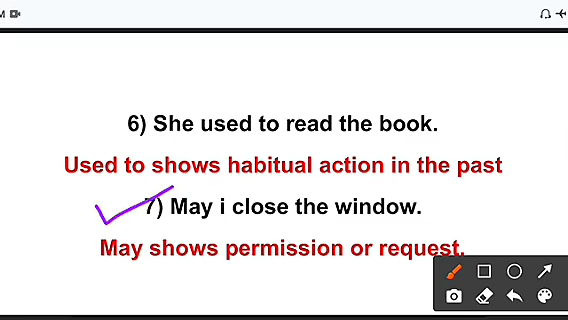 M
6) She used to read the book.
Used to shows habitual action in the past
7) May i close the window.
May shows permission or request.